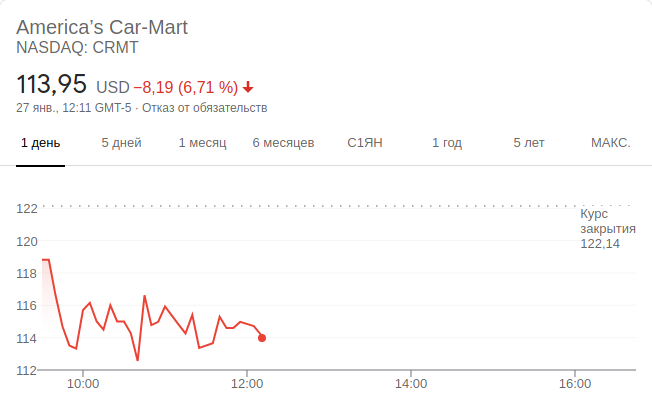 America’s Car-Mart
NASDAQ: CRMT
113,95 USD −8,19 (6,71 %)
27 янв., 12:11 GMT-5 · Отказ от обязательств
1 день 5 дней 1 месяц 6 месяцев С1ЯН 1 год 5 лет МАКС.
122
Курс
закрытия
122,14
120
118
116
114
112
10:00 12:00 14:00 16:00